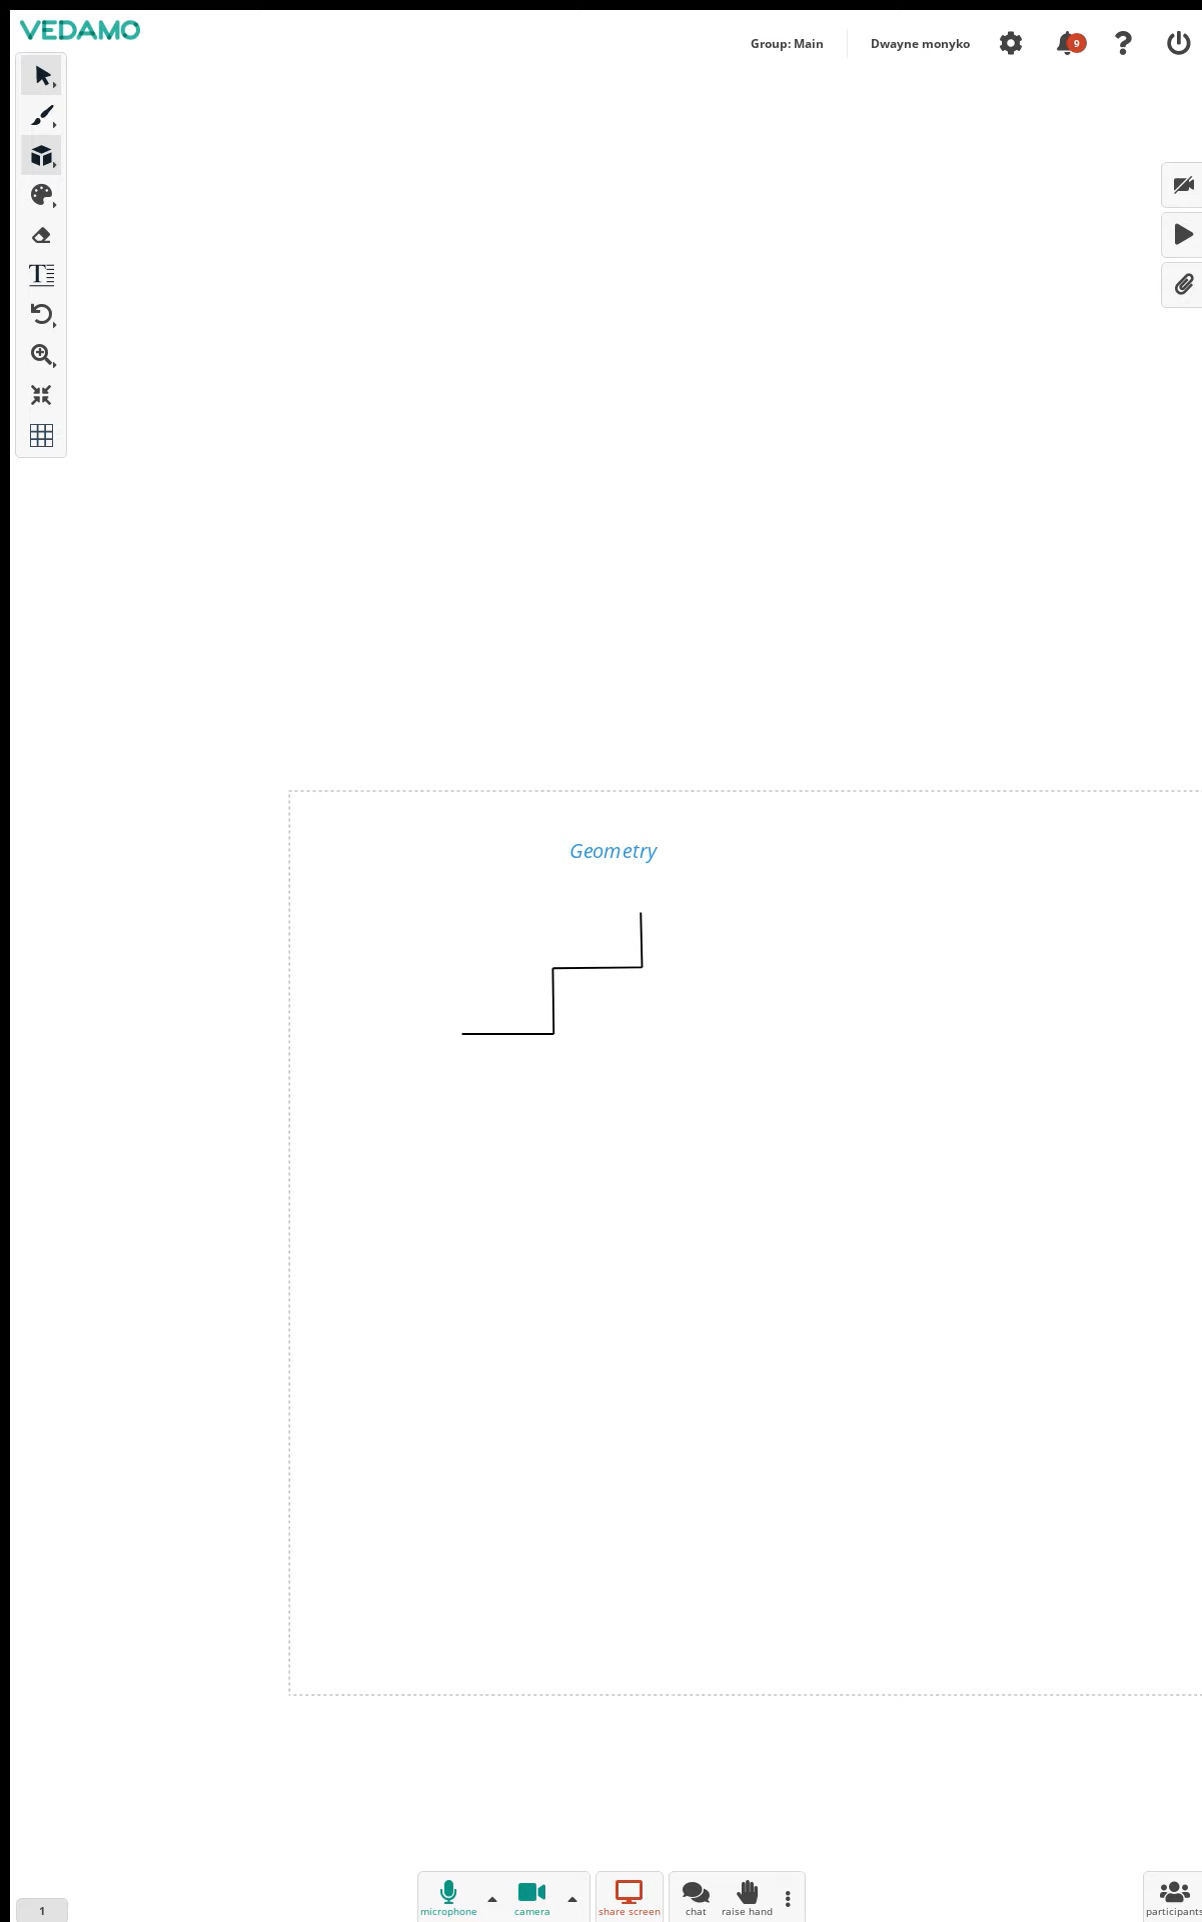 VEDAMO
Group: Main
Dwayne monyko
9
T
Geometry
1
microphone
camera
share screen
chat
raise hand
participants